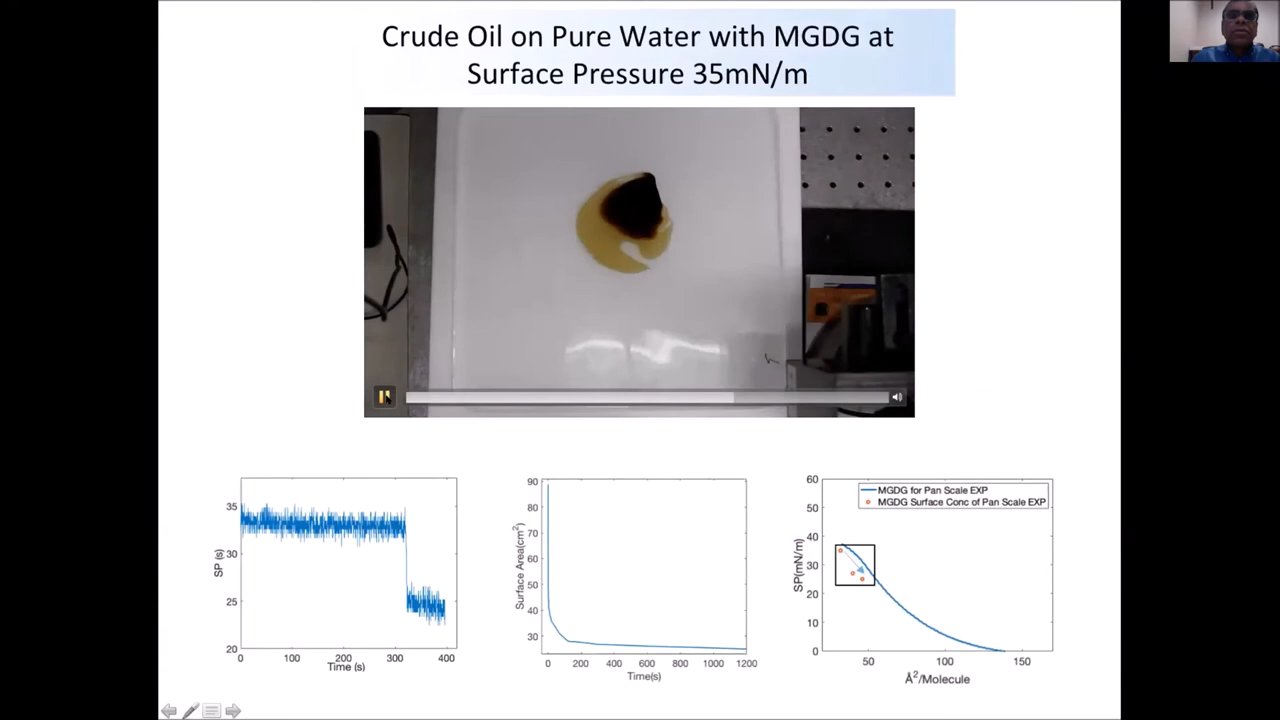 Crude Oil on Pure Water with MGDG at
Surface Pressure 35mN/m
35
30
25
20
SP (s)
0 100 200 300 400
Time (s)
90
80
70
60
50
40
30
Surface Area(cm²)
0 200 400 600 800 1000 1200
Time(s)
60
50
40
30
20
10
0
SP(mN/m)
MGDG for Pan Scale EXP
MGDG Surface Conc of Pan Scale EXP
50 100 150
Å²/Molecule